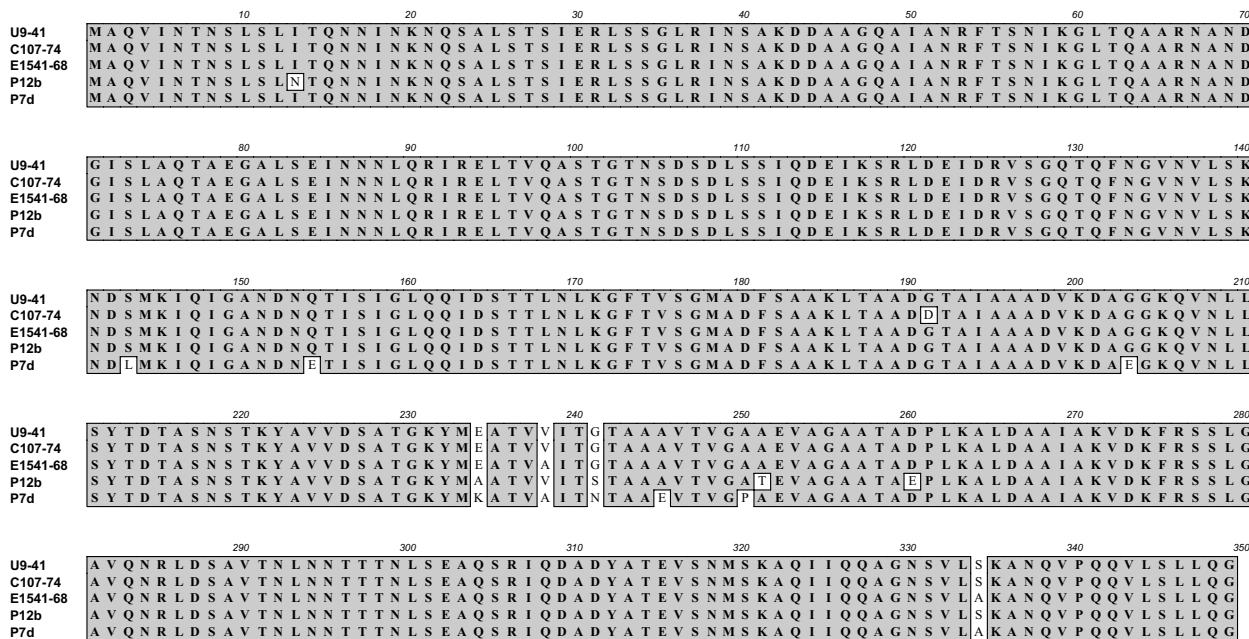 10 20 30 40 50 60 70
U9-41 M A Q V I N T N S L S L I T Q N N I N K N Q S A L S T S I E R L S S G L R I N S A K D D A A G Q A I A N R F T S N I K G L T Q A A R N A N D
C107-74 M A Q V I N T N S L S L I T Q N N I N K N Q S A L S T S I E R L S S G L R I N S A K D D A A G Q A I A N R F T S N I K G L T Q A A R N A N D
E1541-68 M A Q V I N T N S L S L I T Q N N I N K N Q S A L S T S I E R L S S G L R I N S A K D D A A G Q A I A N R F T S N I K G L T Q A A R N A N D
P12b M A Q V I N T N S L S L N T Q N N I N K N Q S A L S T S I E R L S S G L R I N S A K D D A A G Q A I A N R F T S N I K G L T Q A A R N A N D
P7d M A Q V I N T N S L S L I T Q N N I N K N Q S A L S T S I E R L S S G L R I N S A K D D A A G Q A I A N R F T S N I K G L T Q A A R N A N D
80 90 100 110 120 130 140
U9-41 G I S L A Q T A E G A L S E I N N N L Q R I R E L T V Q A S T G T N S D S D L S S I Q D E I K S R L D E I D R V S G Q T Q F N G V N V L S K
C107-74 G I S L A Q T A E G A L S E I N N N L Q R I R E L T V Q A S T G T N S D S D L S S I Q D E I K S R L D E I D R V S G Q T Q F N G V N V L S K
E1541-68 G I S L A Q T A E G A L S E I N N N L Q R I R E L T V Q A S T G T N S D S D L S S I Q D E I K S R L D E I D R V S G Q T Q F N G V N V L S K
P12b G I S L A Q T A E G A L S E I N N N L Q R I R E L T V Q A S T G T N S D S D L S S I Q D E I K S R L D E I D R V S G Q T Q F N G V N V L S K
P7d G I S L A Q T A E G A L S E I N N N L Q R I R E L T V Q A S T G T N S D S D L S S I Q D E I K S R L D E I D R V S G Q T Q F N G V N V L S K
150 160 170 180 190 200 210
U9-41 N D S M K I Q I G A N D N Q T I S I G L Q Q I D S T T L N L K G F T V S G M A D F S A A K L T A A D G T A I A A A D V K D A G G K Q V N L L
C107-74 N D S M K I Q I G A N D N Q T I S I G L Q Q I D S T T L N L K G F T V S G M A D F S A A K L T A A D D T A I A A A D V K D A G G K Q V N L L
E1541-68 N D S M K I Q I G A N D N Q T I S I G L Q Q I D S T T L N L K G F T V S G M A D F S A A K L T A A D G T A I A A A D V K D A G G K Q V N L L
P12b N D S M K I Q I G A N D N Q T I S I G L Q Q I D S T T L N L K G F T V S G M A D F S A A K L T A A D G T A I A A A D V K D A G G K Q V N L L
P7d N D L M K I Q I G A N D N E T I S I G L Q Q I D S T T L N L K G F T V S G M A D F S A A K L T A A D G T A I A A A D V K D A E G K Q V N L L
220 230 240 250 260 270 280
U9-41 S Y T D T A S N S T K Y A V V D S A T G K Y M E A T V V I T G T A A A V T V G A A E V A G A A T A D P L K A L D A A I A K V D K F R S S L G
C107-74 S Y T D T A S N S T K Y A V V D S A T G K Y M E A T V V I T G T A A A V T V G A A E V A G A A T A D P L K A L D A A I A K V D K F R S S L G
E1541-68 S Y T D T A S N S T K Y A V V D S A T G K Y M E A T V A I T G T A A A V T V G A A E V A G A A T A D P L K A L D A A I A K V D K F R S S L G
P12b S Y T D T A S N S T K Y A V V D S A T G K Y M A A T V V I T S T A A A V T V G A T E V A G A A T A E P L K A L D A A I A K V D K F R S S L G
P7d S Y T D T A S N S T K Y A V V D S A T G K Y M K A T V A I T N T A A E V T V G P A E V A G A A T A D P L K A L D A A I A K V D K F R S S L G
290 300 310 320 330 340 350
U9-41 A V Q N R L D S A V T N L N N T T T N L S E A Q S R I Q D A D Y A T E V S N M S K A Q I I Q Q A G N S V L S K A N Q V P Q Q V L S L L Q G
C107-74 A V Q N R L D S A V T N L N N T T T N L S E A Q S R I Q D A D Y A T E V S N M S K A Q I I Q Q A G N S V L S K A N Q V P Q Q V L S L L Q G
E1541-68 A V Q N R L D S A V T N L N N T T T N L S E A Q S R I Q D A D Y A T E V S N M S K A Q I I Q Q A G N S V L A K A N Q V P Q Q V L S L L Q G
P12b A V Q N R L D S A V T N L N N T T T N L S E A Q S R I Q D A D Y A T E V S N M S K A Q I I Q Q A G N S V L S K A N Q V P Q Q V L S L L Q G
P7d A V Q N R L D S A V T N L N N T T T N L S E A Q S R I Q D A D Y A T E V S N M S K A Q I I Q Q A G N S V L A K A N Q V P Q Q V L S L L Q G